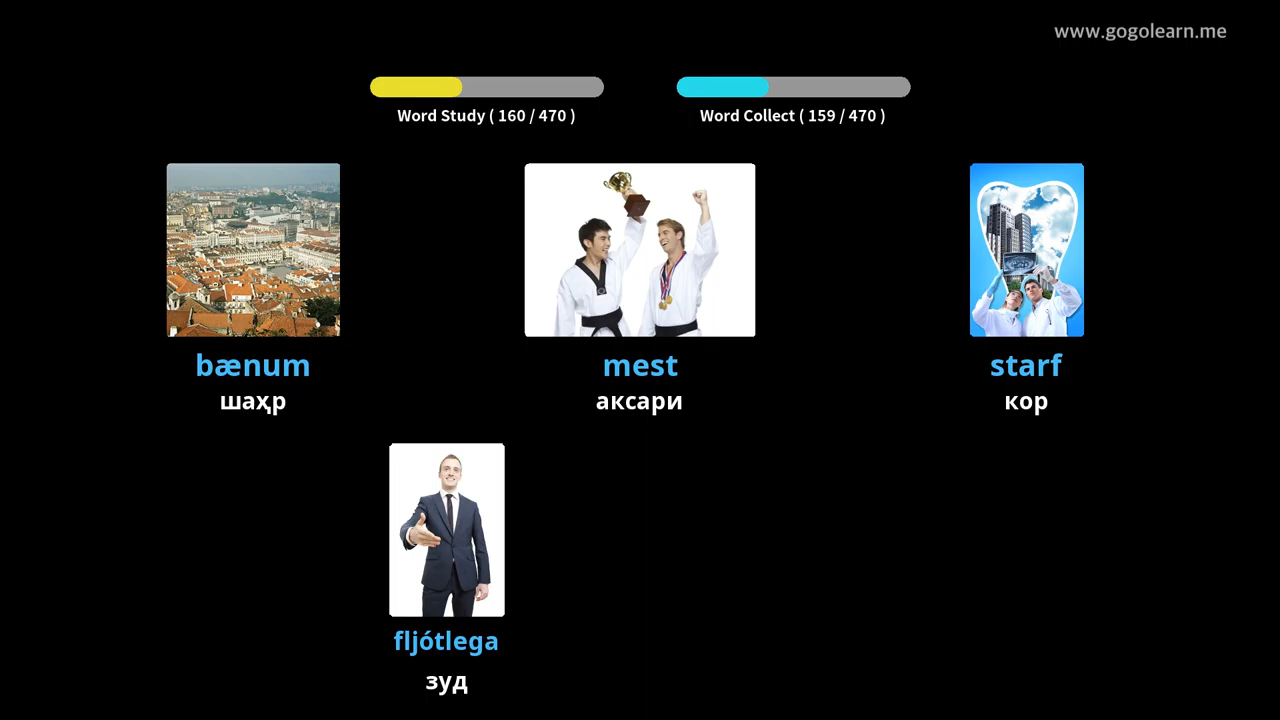 www.gogolearn.me
Word Study ( 160 / 470 )
Word Collect ( 159 / 470 )
bænum
шаҳр
mest
аксари
starf
кор
fljótlega
зуд